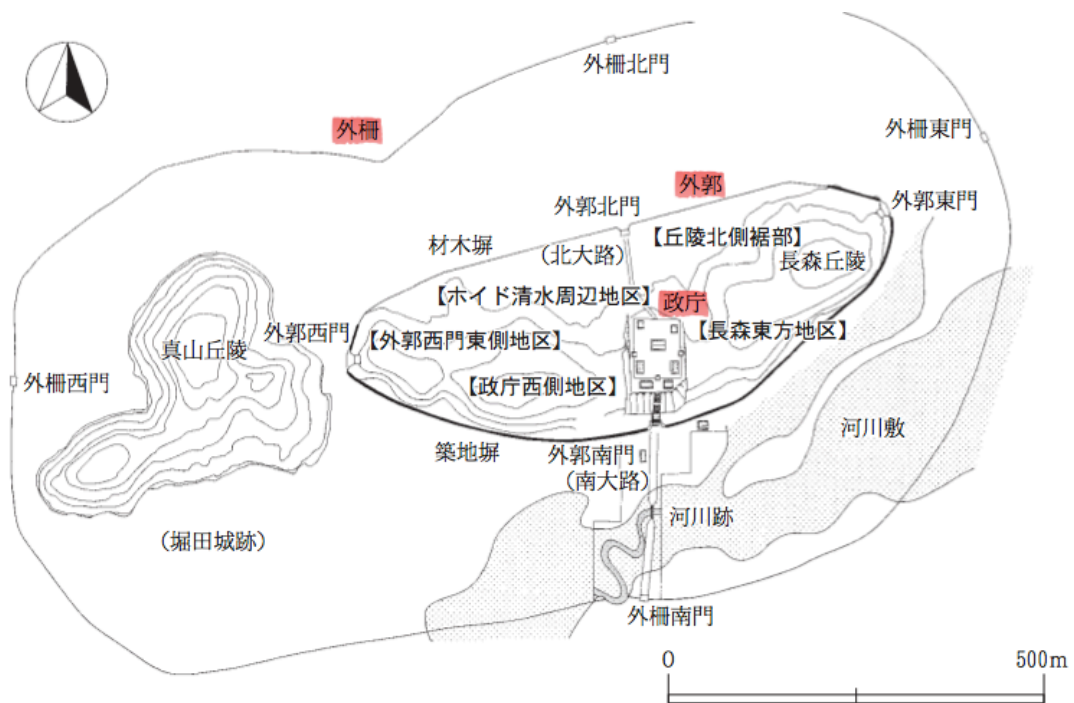 外柵北門
外柵
外柵東門
外郭
外郭東門
外郭北門
(北大路)
【丘陵北側裾部】
材木塀
長森丘陵
【ホイド清水周辺地区】
政庁
外郭西門
【外郭西門東側地区】
【長森東方地区】
真山丘陵
外柵西門
【政庁西側地区】
河川敷
築地塀
外郭南門
(南大路)
河川跡
(堀田城跡)
外柵南門
0
500m